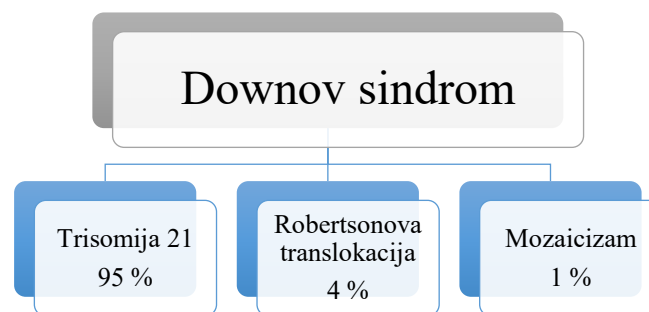 Downov sindrom
Trisomija 21
95 %
Robertsonova
translokacija
4 %
Mozaicizam
1 %